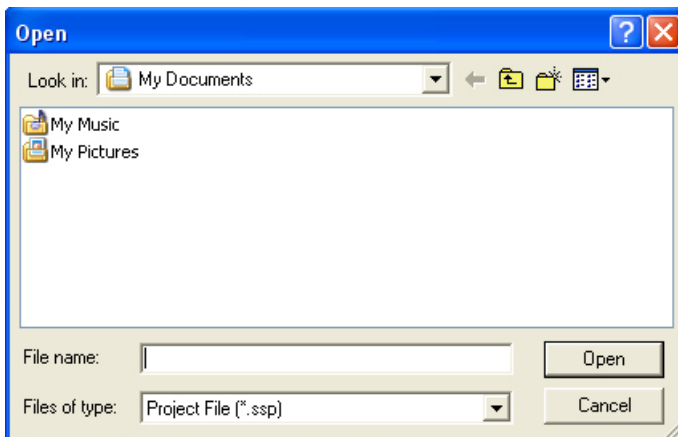 Open
Look in: My Documents
My Music
My Pictures
File name: Open
Files of type: Project File (*.ssp) Cancel